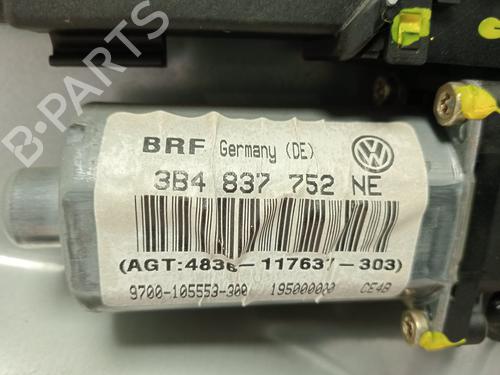 BRF Germany (DE)
3B4 837 752 NE
(AGT:4836-117637-303)
9700-105553-300 195000000 CE4B
B-PARTS